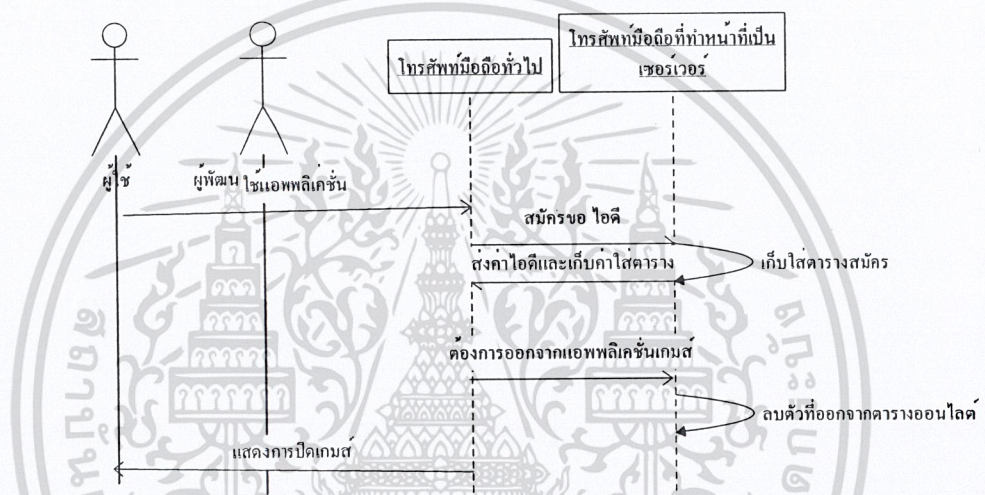 โทรศัพท์มือถือทั่วไป
โทรศัพท์มือถือที่ทำหน้าที่เป็น
เซอร์เวอร์
ผู้ใช้
ผู้พัฒน
ใช้แอพพลิเคชั่น
สมัครขอ ไอดี
ส่งค่าไอดีและเก็บค่าใส่ตาราง
เก็บใส่ตารางสมัคร
ต้องการออกจากแอพพลิเคชั่นเกมส์
ลบตัวที่ออกจากตารางออนไลต์
แสดงการปิดเกมส์